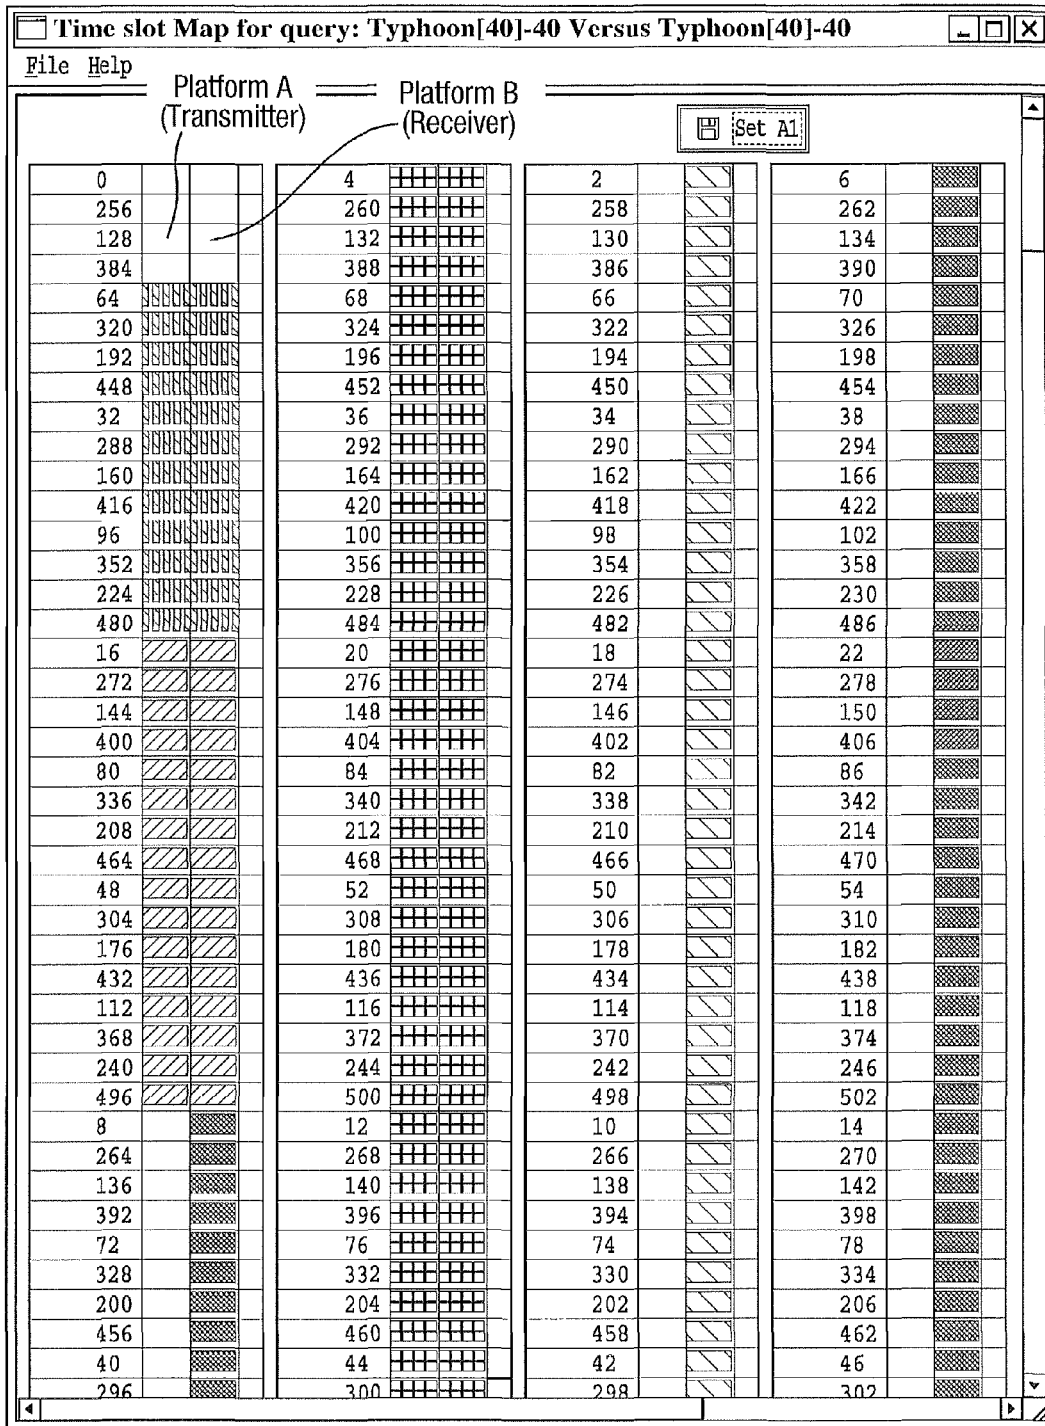 Time slot Map for query: Typhoon[40]-40 Versus Typhoon[40]-40
File Help
Platform A
(Transmitter)
Platform B
(Receiver)
Set A1
0 4 2 6
256 260 258 262
128 132 130 134
384 388 386 390
64 68 66 70
320 324 322 326
192 196 194 198
448 452 450 454
32 36 34 38
288 292 290 294
160 164 162 166
416 420 418 422
96 100 98 102
352 356 354 358
224 228 226 230
480 484 482 486
16 20 18 22
272 276 274 278
144 148 146 150
400 404 402 406
80 84 82 86
336 340 338 342
208 212 210 214
464 468 466 470
48 52 50 54
304 308 306 310
176 180 178 182
432 436 434 438
112 116 114 118
368 372 370 374
240 244 242 246
496 500 498 502
8 12 10 14
264 268 266 270
136 140 138 142
392 396 394 398
72 76 74 78
328 332 330 334
200 204 202 206
456 460 458 462
40 44 42 46
296 300 298 302